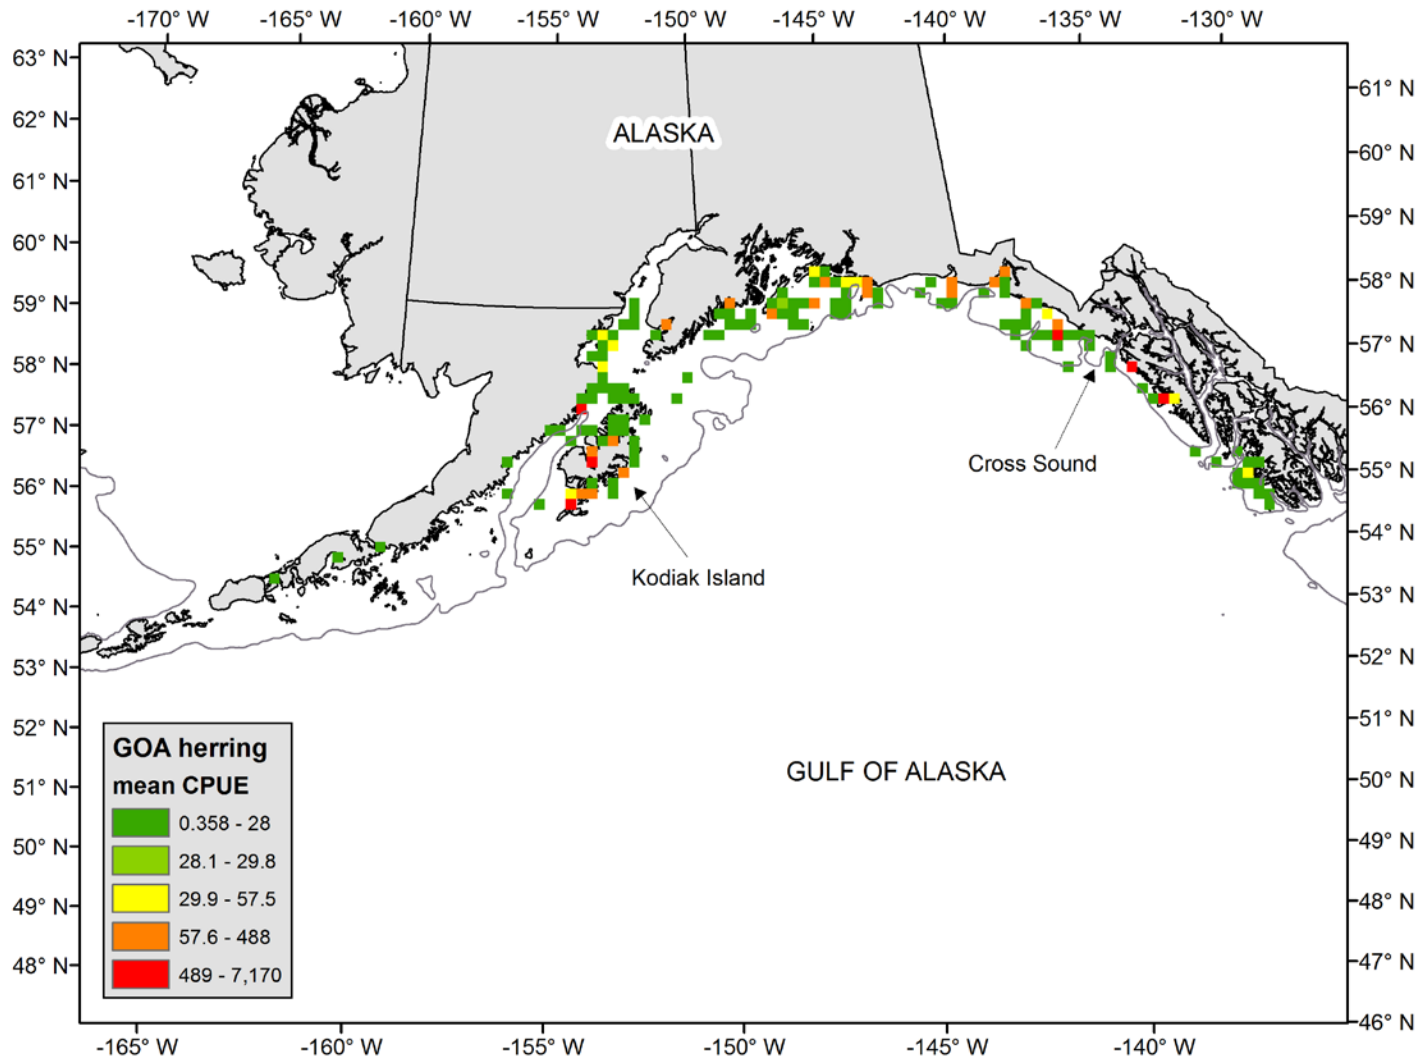 -170° W -165° W -160° W -155° W -150° W -145° W -140° W -135° W -130° W
63° N
62° N
61° N
60° N
59° N
58° N
57° N
56° N
55° N
54° N
53° N
52° N
51° N
50° N
49° N
48° N
ALASKA
Cross Sound
Kodiak Island
GULF OF ALASKA
GOA herring
mean CPUE
0.358 - 28
28.1 - 29.8
29.9 - 57.5
57.6 - 488
489 - 7,170
61° N
60° N
59° N
58° N
57° N
56° N
55° N
54° N
53° N
52° N
51° N
50° N
49° N
48° N
47° N
46° N
-165° W -160° W -155° W -150° W -145° W -140° W